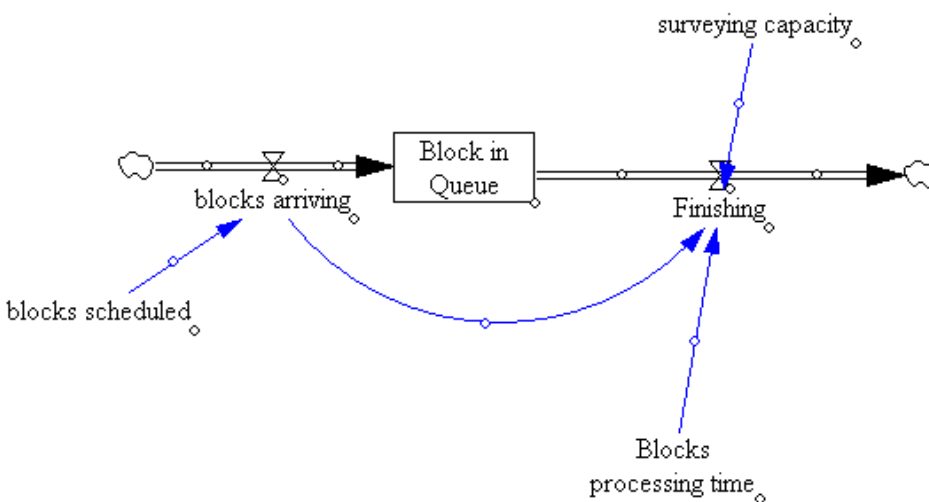 surveying capacity
Block in
Queue
blocks arriving
Finishing
blocks scheduled
Blocks
processing time